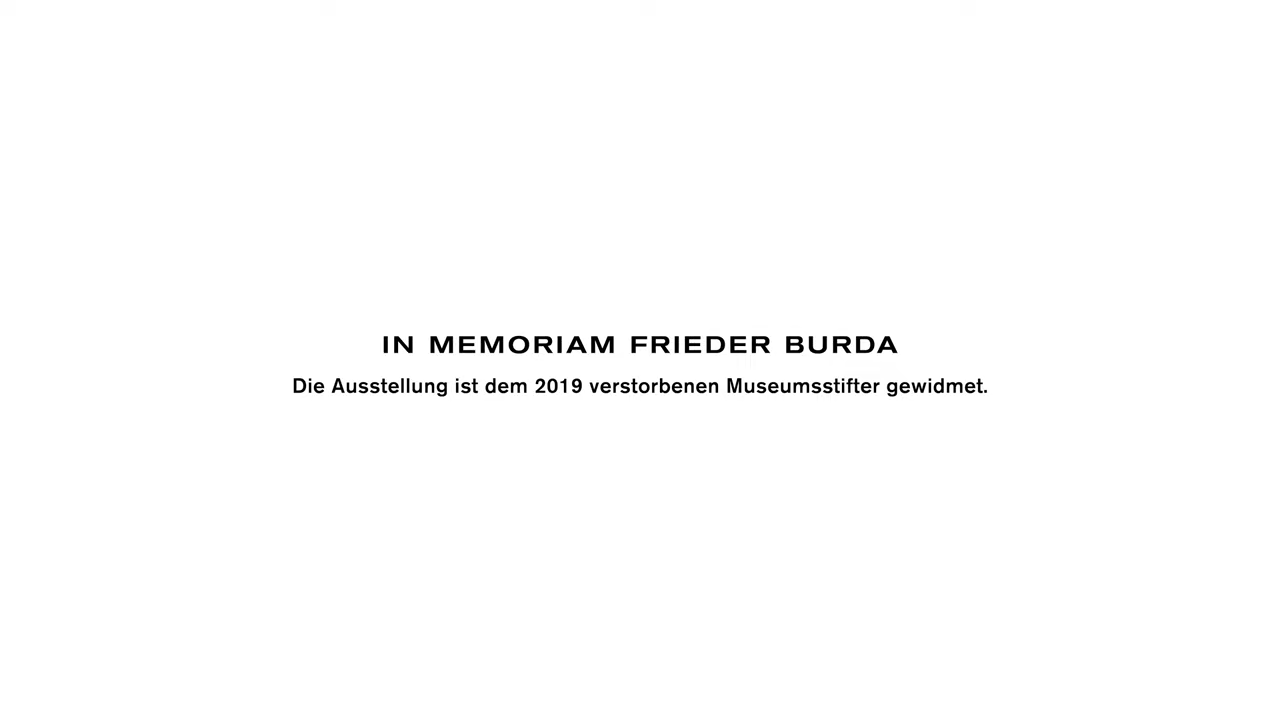 IN MEMORIAM FRIEDER BURDA
Die Ausstellung ist dem 2019 verstorbenen Museumsstifter gewidmet.